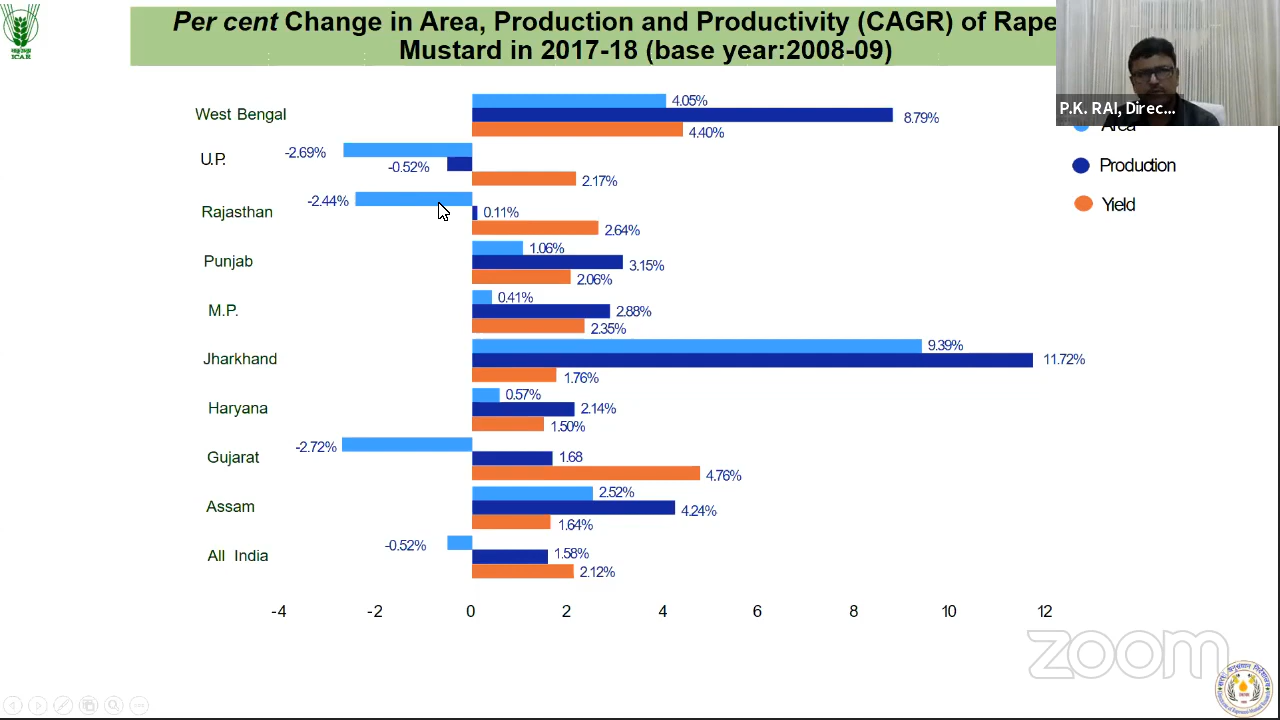 Per cent Change in Area, Production and Productivity (CAGR) of Rape
Mustard in 2017-18 (base year:2008-09)
ICAR
P.K. RAI, Direc...
Area
Production
Yield
West Bengal
4.05%
8.79%
4.40%
U.P.
-2.69%
-0.52%
2.17%
Rajasthan
-2.44%
0.11%
2.64%
Punjab
1.06%
3.15%
2.06%
M.P.
0.41%
2.88%
2.35%
Jharkhand
9.39%
11.72%
1.76%
Haryana
0.57%
2.14%
1.50%
Gujarat
-2.72%
1.68
4.76%
Assam
2.52%
4.24%
1.64%
All India
-0.52%
1.58%
2.12%
-4 -2 0 2 4 6 8 10 12
zoom